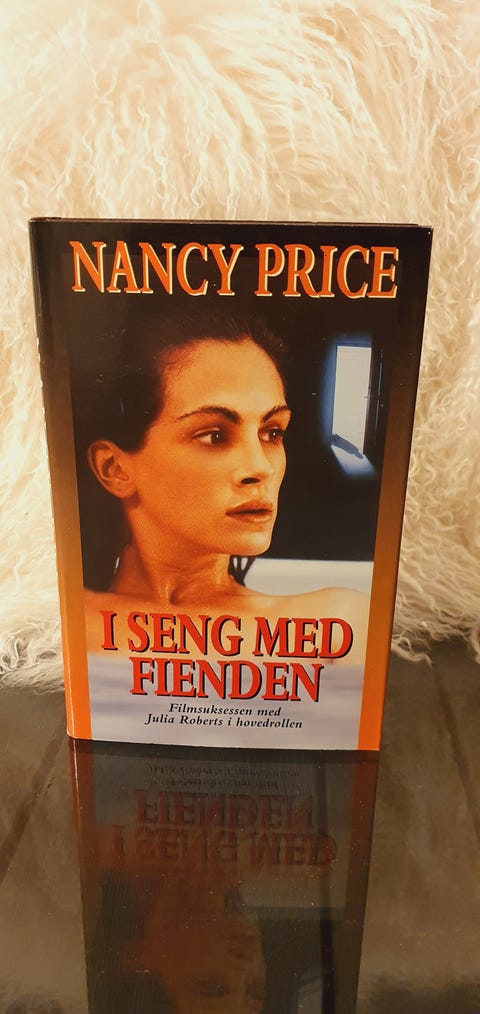 NANCY PRICE
I SENG MED
FIENDEN
Filmsuksessen med
Julia Roberts i hovedrollen